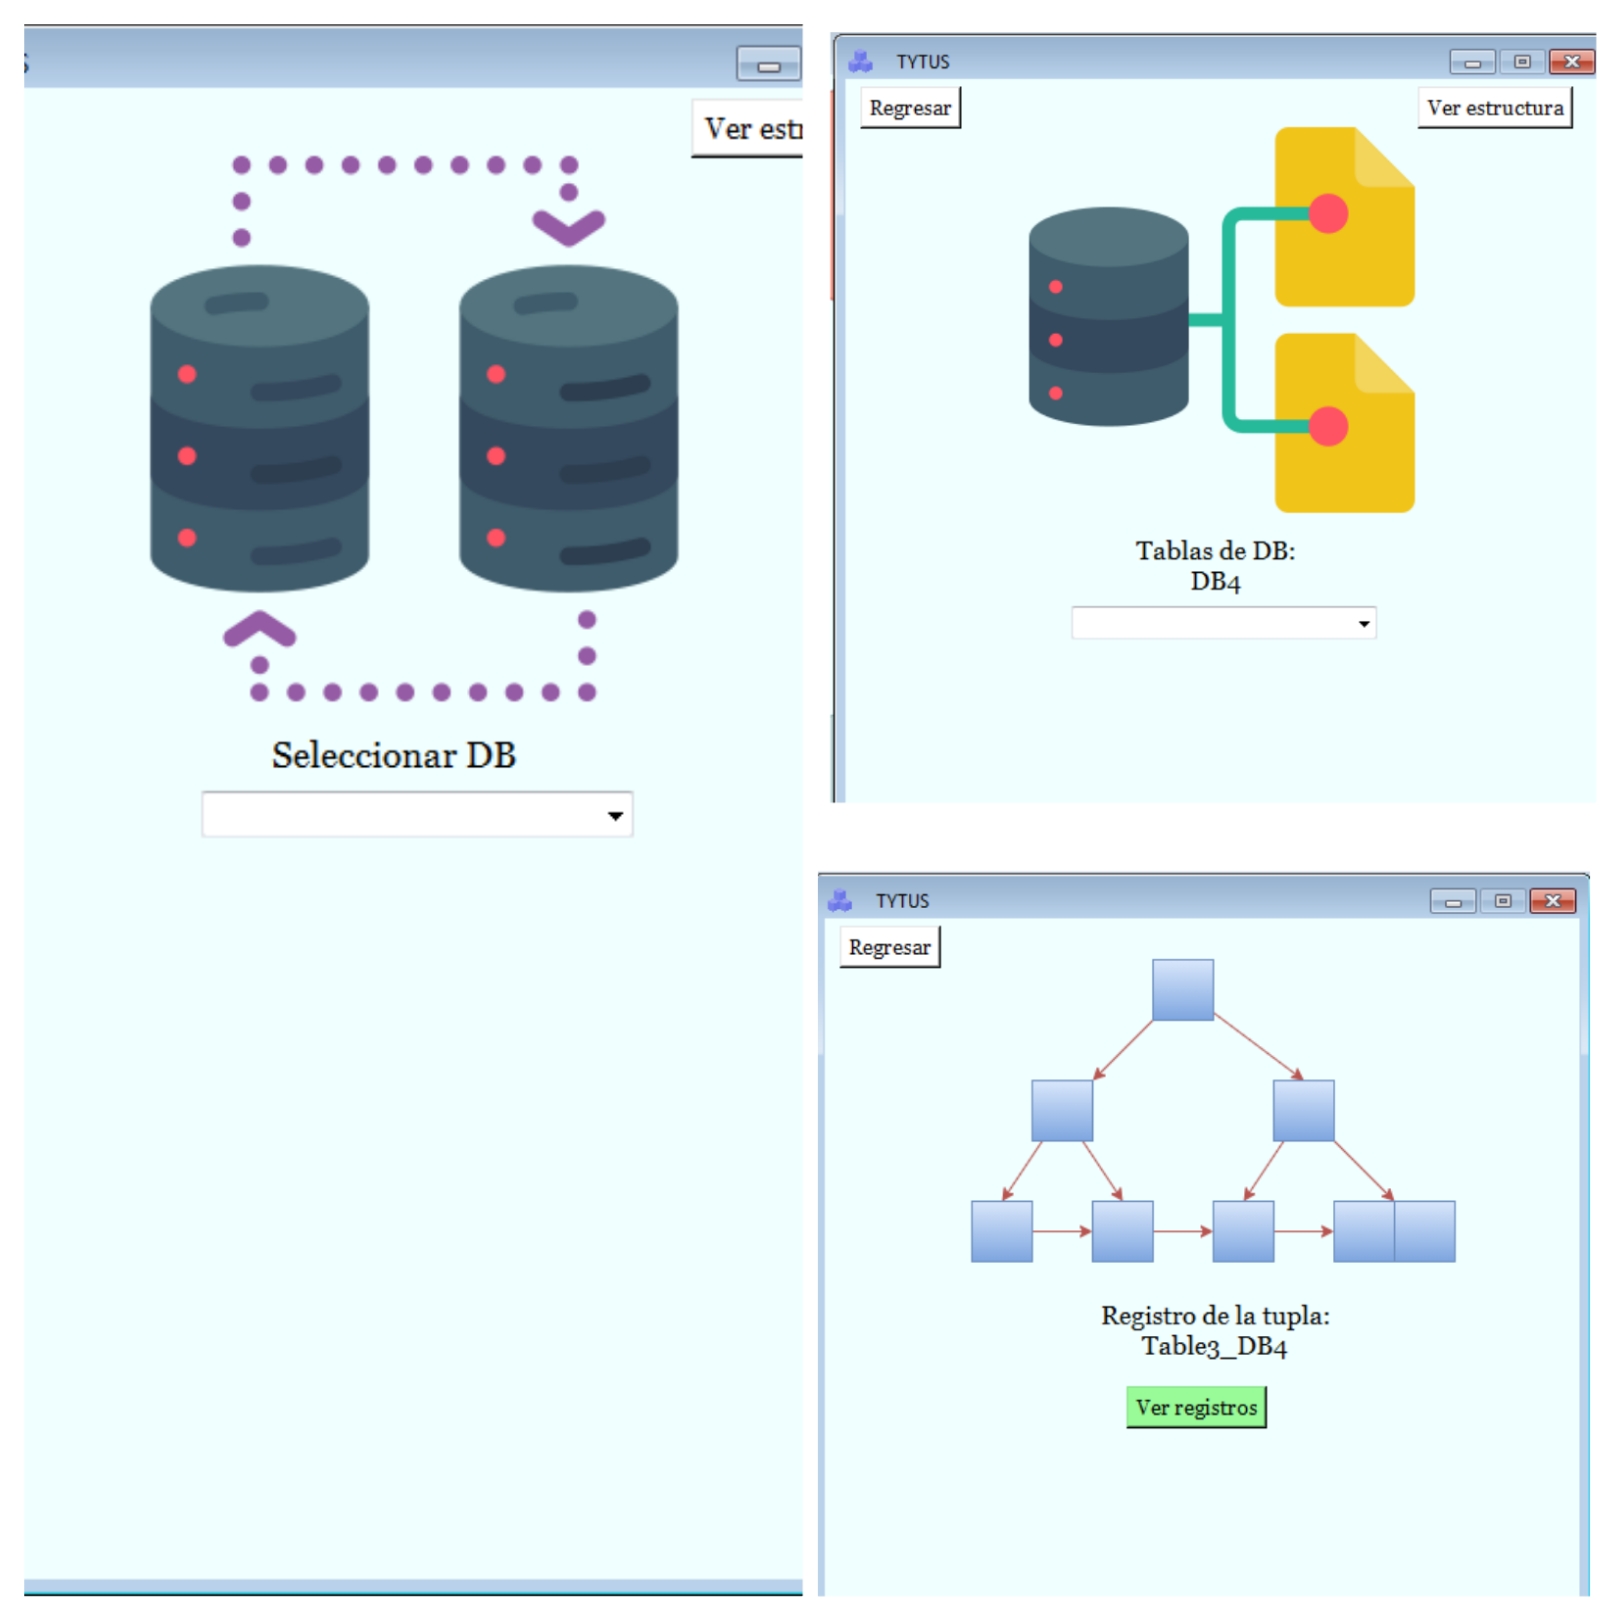 Ver estr
Seleccionar DB
TYTUS
Regresar
Ver estructura
Tablas de DB:
DB4
TYTUS
Regresar
Registro de la tupla:
Table3_DB4
Ver registros